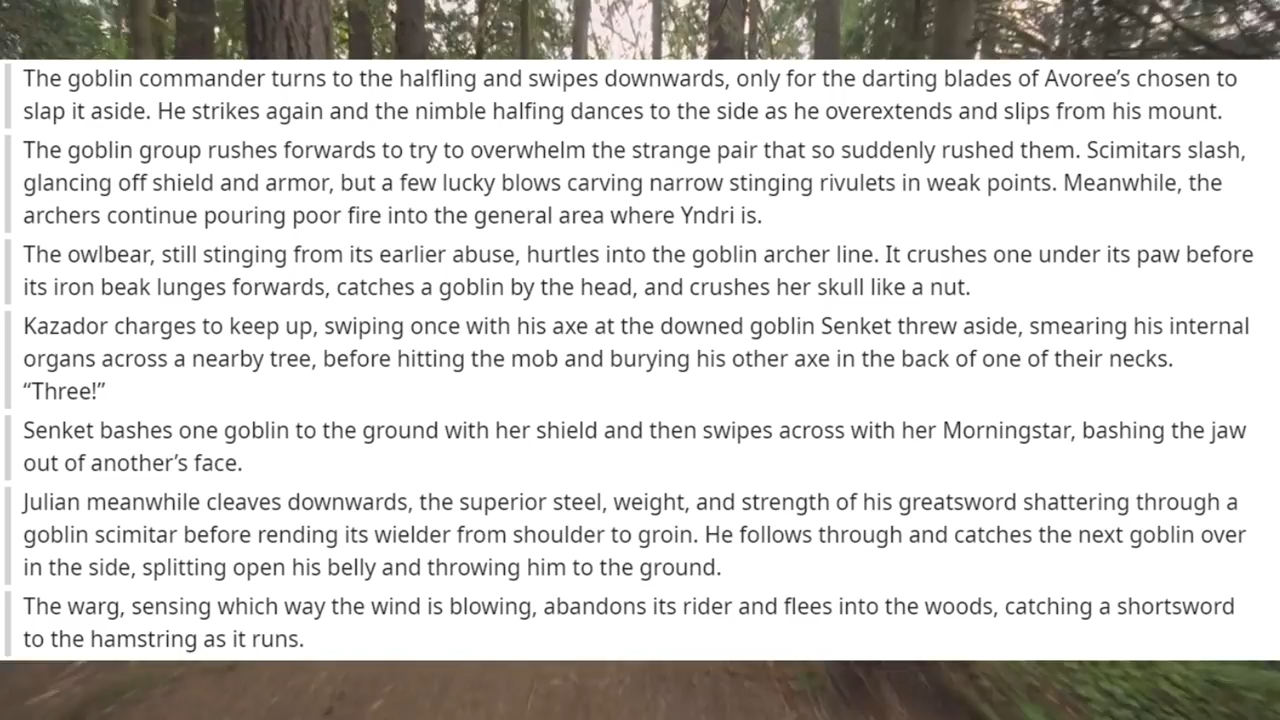 The goblin commander turns to the halfling and swipes downwards, only for the darting blades of Avoree’s chosen to
slap it aside. He strikes again and the nimble halfing dances to the side as he overextends and slips from his mount.
The goblin group rushes forwards to try to overwhelm the strange pair that so suddenly rushed them. Scimitars slash,
glancing off shield and armor, but a few lucky blows carving narrow stinging rivulets in weak points. Meanwhile, the
archers continue pouring poor fire into the general area where Yndri is.
The owlbear, still stinging from its earlier abuse, hurtles into the goblin archer line. It crushes one under its paw before
its iron beak lunges forwards, catches a goblin by the head, and crushes her skull like a nut.
Kazador charges to keep up, swiping once with his axe at the downed goblin Senket threw aside, smearing his internal
organs across a nearby tree, before hitting the mob and burying his other axe in the back of one of their necks.
“Three!”
Senket bashes one goblin to the ground with her shield and then swipes across with her Morningstar, bashing the jaw
out of another’s face.
Julian meanwhile cleaves downwards, the superior steel, weight, and strength of his greatsword shattering through a
goblin scimitar before rending its wielder from shoulder to groin. He follows through and catches the next goblin over
in the side, splitting open his belly and throwing him to the ground.
The warg, sensing which way the wind is blowing, abandons its rider and flees into the woods, catching a shortsword
to the hamstring as it runs.